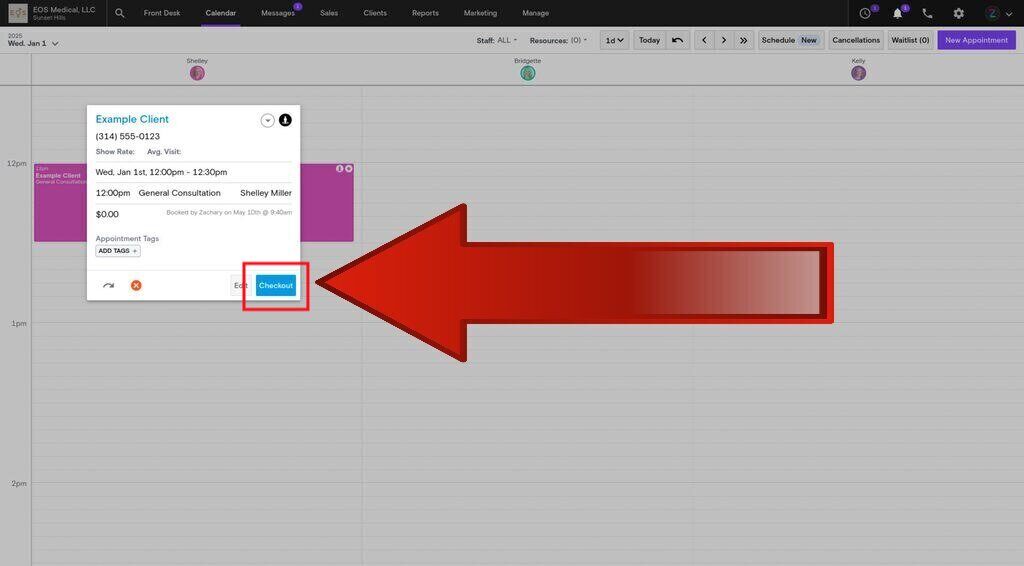 EOS
EOS Medical, LLC
Sunset Hills
Front Desk
Calendar
Messages
1
Sales
Clients
Reports
Marketing
Manage
1
1
Z
2025
Wed. Jan 1
Staff: ALL
Resources: (0)
1d
Today
Schedule New
Cancellations
Waitlist (0)
New Appointment
Shelley
Bridgette
Kelly
12pm
1pm
2pm
12pm
Example Client
General Consultation
Example Client
(314) 555-0123
Show Rate: Avg. Visit:
Wed, Jan 1st, 12:00pm - 12:30pm
12:00pm General Consultation Shelley Miller
$0.00 Booked by Zachary on May 10th @ 9:40am
Appointment Tags
ADD TAGS +
Edit Checkout